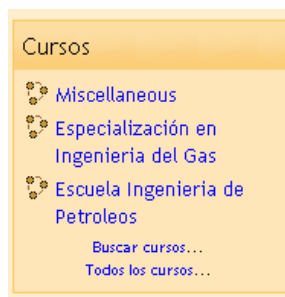 Cursos
Miscellaneous
Especialización en
Ingenieria del Gas
Escuela Ingenieria de
Petroleos
Buscar cursos...
Todos los cursos...